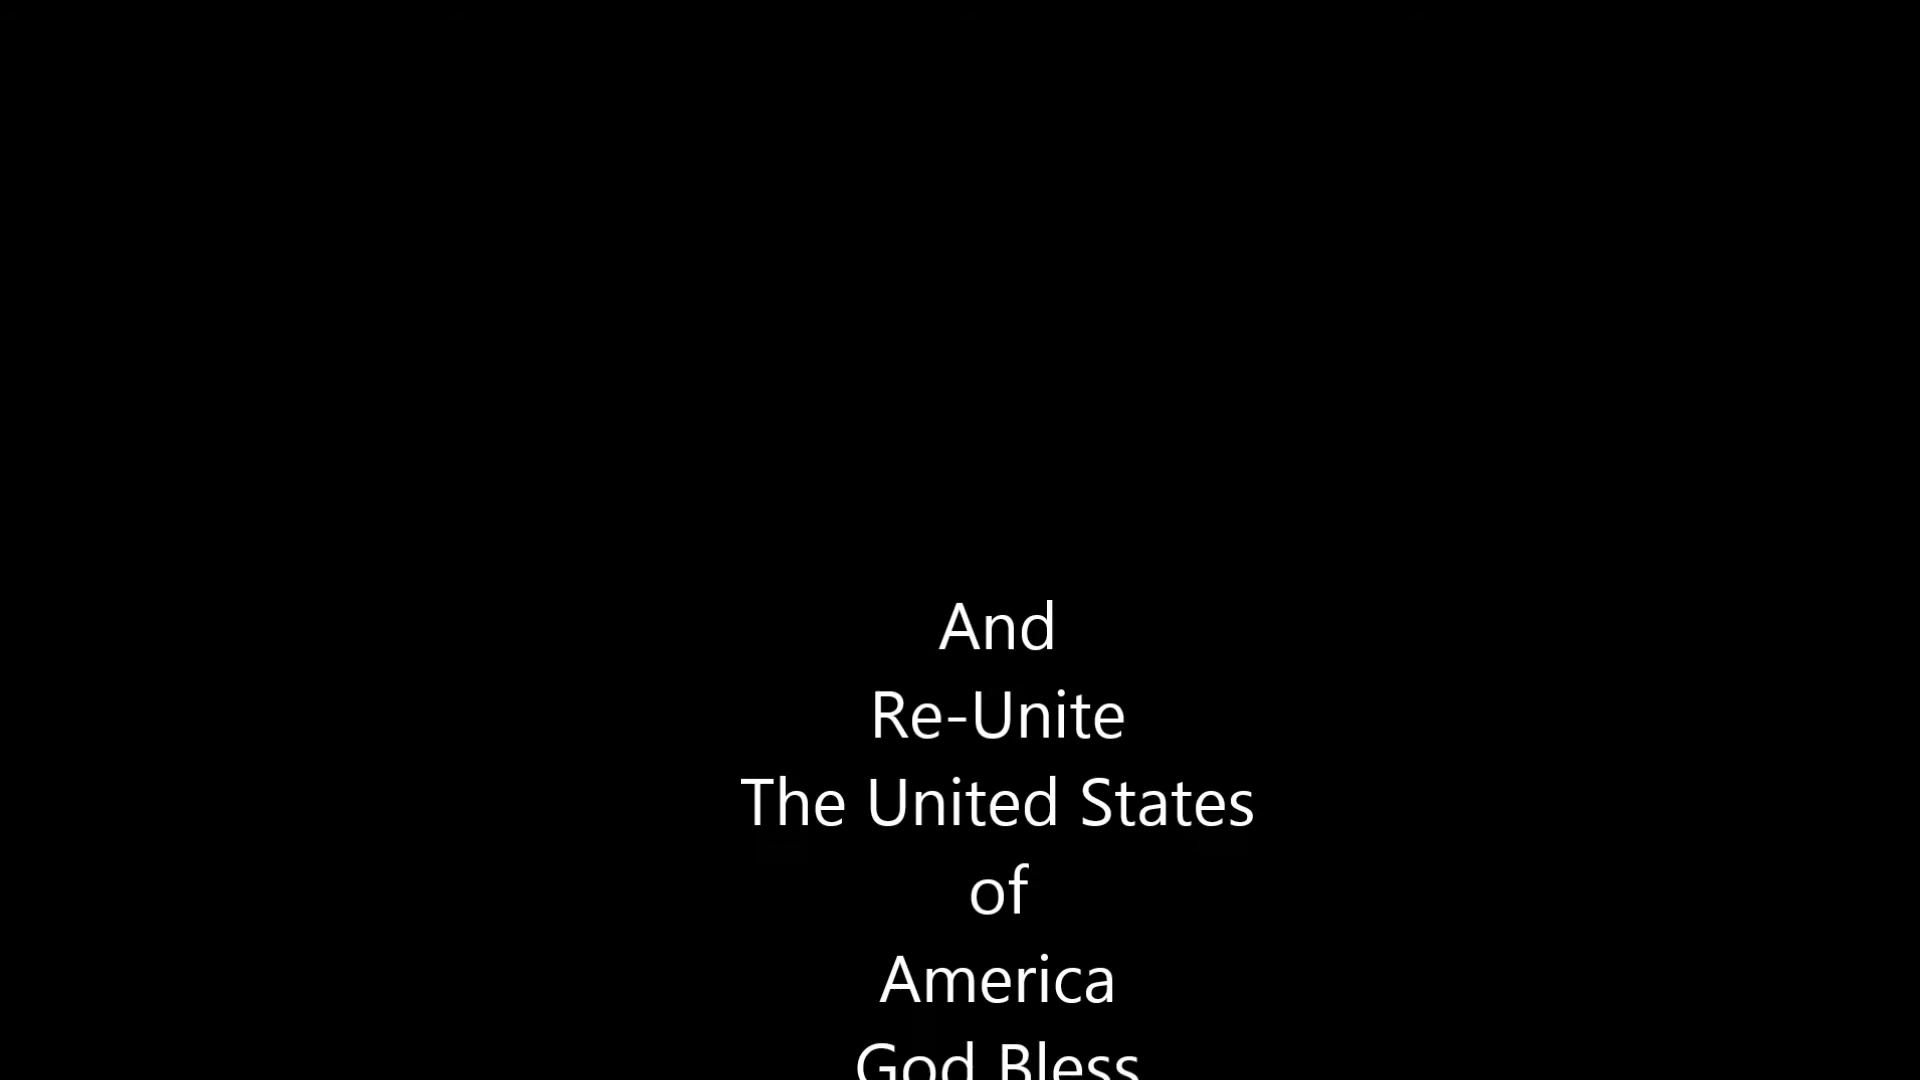 And
Re-Unite
The United States
of
America
God Bless